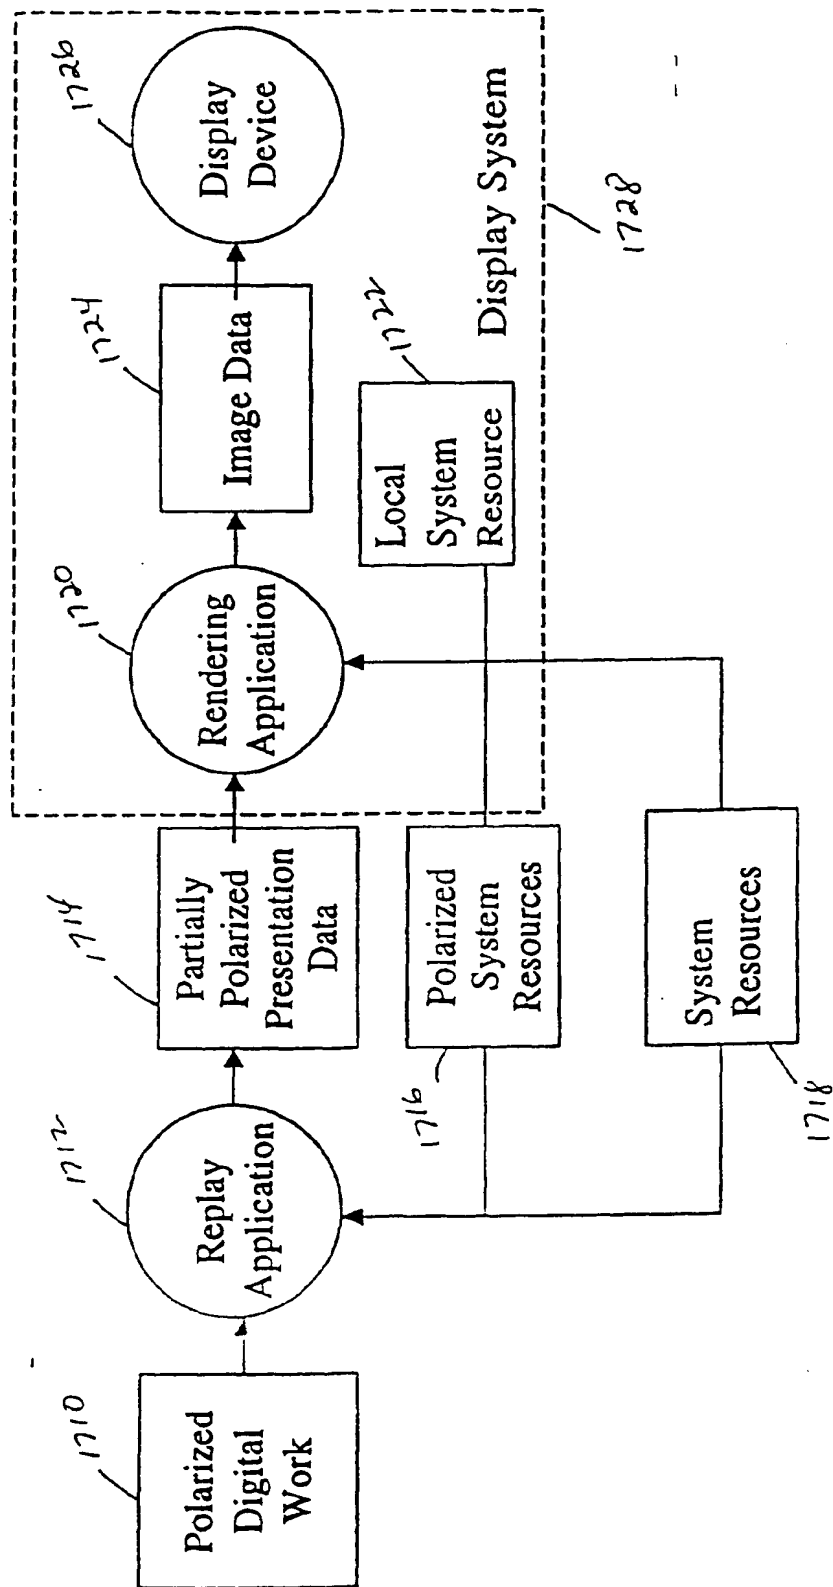 1710
Polarized
Digital
Work
1712
Replay
Application
1714
Partially
Polarized
Presentation
Data
1716
Polarized
System
Resources
1718
System
Resources
1720
Rendering
Application
1722
Local
System
Resource
1724
Image Data
1726
Display
Device
Display System
1728